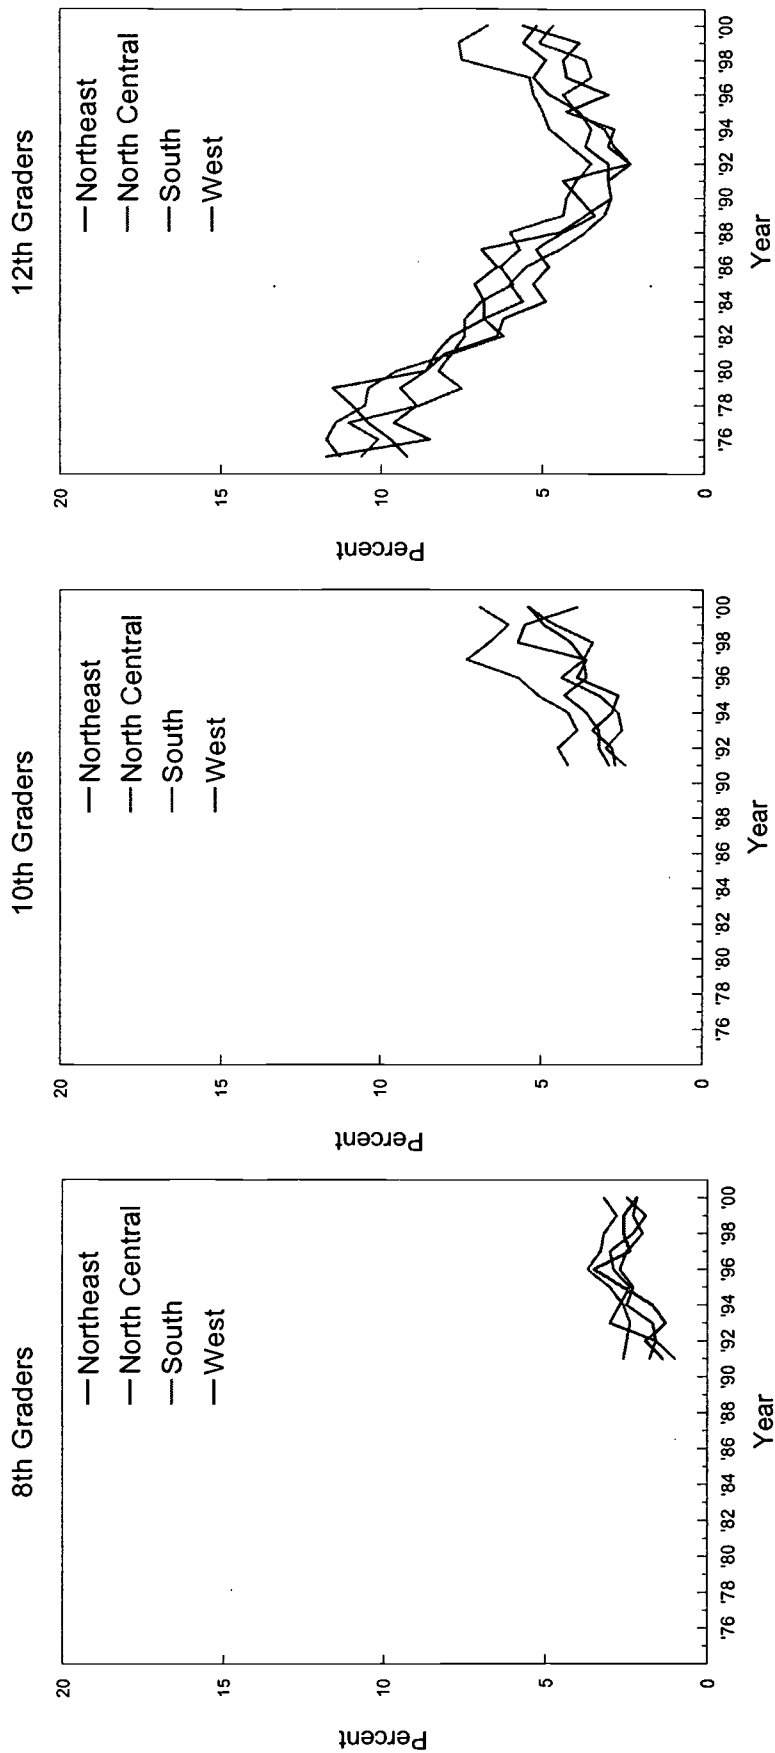 8th Graders
Northeast
North Central
South
West
Percent
20
15
10
5
0
'76 '78 '80 '82 '84 '86 '88 '90 '92 '94 '96 '98 '00
Year
10th Graders
Northeast
North Central
South
West
Percent
20
15
10
5
0
'76 '78 '80 '82 '84 '86 '88 '90 '92 '94 '96 '98 '00
Year
12th Graders
Northeast
North Central
South
West
Percent
20
15
10
5
0
'76 '78 '80 '82 '84 '86 '88 '90 '92 '94 '96 '98 '00
Year